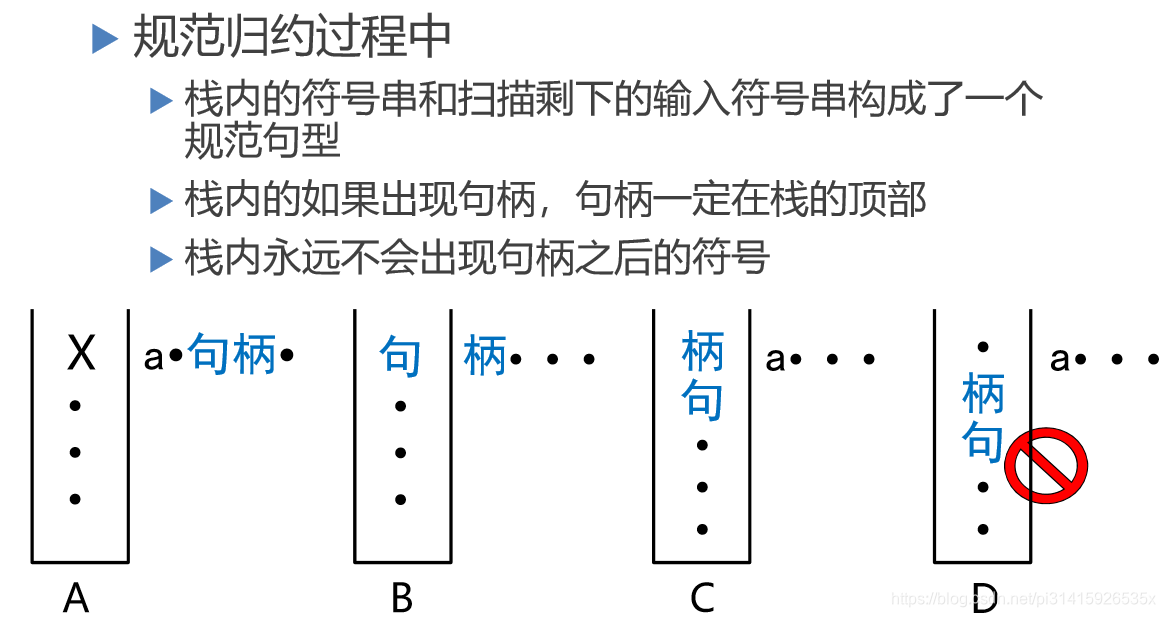 规范归约过程中
栈内的符号串和扫描剩下的输入符号串构成了一个
规范句型
栈内的如果出现句柄，句柄一定在栈的顶部
栈内永远不会出现句柄之后的符号
X a•句柄•
句 柄•••
柄
句
a•••
•
柄
句
a•••
A B C D
https://blog.csdn.net/pi31415926535x